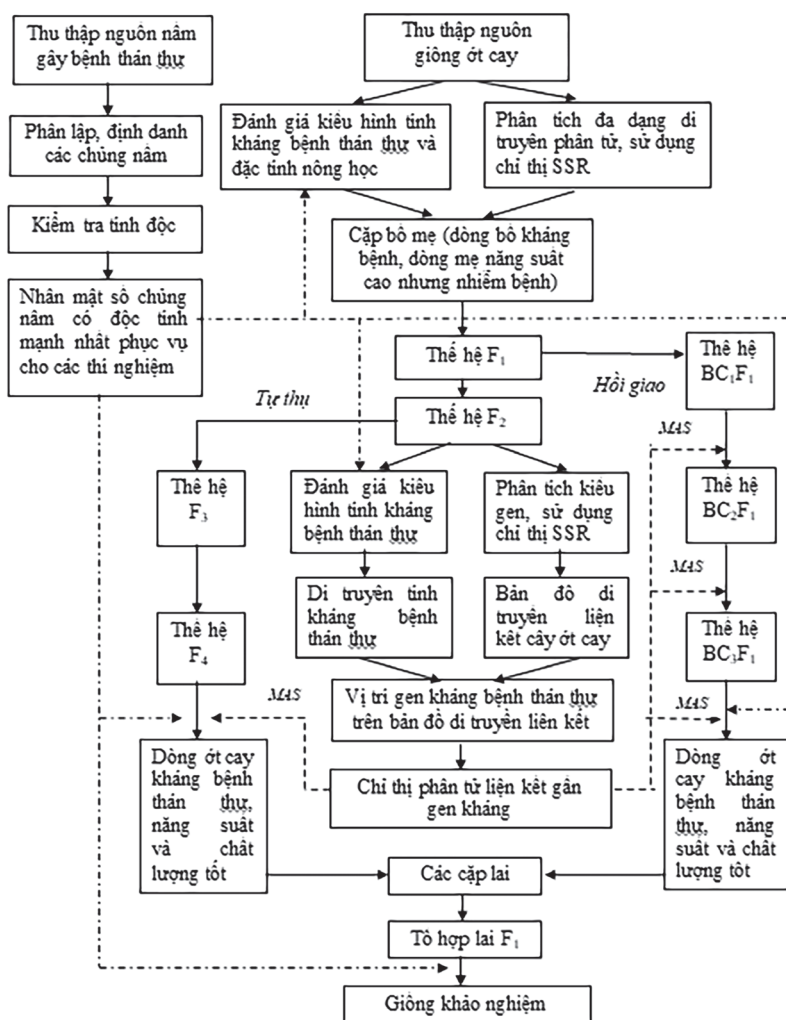 Thu thập nguồn nấm
gây bệnh thán thư
Phân lập, định danh
các chủng nấm
Kiểm tra tính độc
Nhân mật số chủng
nấm có độc tính
mạnh nhất phục vụ
cho các thí nghiệm
Thu thập nguồn
giống ớt cay
Đánh giá kiểu hình tính
kháng bệnh thán thư và
đặc tính nông học
Phân tích đa dạng di
truyền phân tử, sử dụng
chỉ thị SSR
Cặp bố mẹ (dòng bố kháng
bệnh, dòng mẹ năng suất
cao nhưng nhiễm bệnh)
Thế hệ F1
Hồi giao
Thế hệ
BC1F1
Tự thụ
Thế hệ F2
MAS
Thế hệ
F3
Đánh giá kiểu
hình tính kháng
bệnh thán thư
Phân tích kiểu
gen, sử dụng
chỉ thị SSR
Thế hệ
BC2F1
MAS
Thế hệ
F4
Di truyền tính
kháng bệnh
thán thư
Bản đồ di
truyền liên
kết cây ớt cay
Thế hệ
BC3F1
MAS
Vị trí gen kháng bệnh thán thư
trên bản đồ di truyền liên kết
MAS
Dòng ớt cay
kháng bệnh
thán thư,
năng suất
và chất
lượng tốt
Chỉ thị phân tử liên kết gần
gen kháng
Dòng ớt
cay kháng
bệnh thán
thư, năng
suất và chất
lượng tốt
Các cặp lai
Tổ hợp lai F1
Giống khảo nghiệm